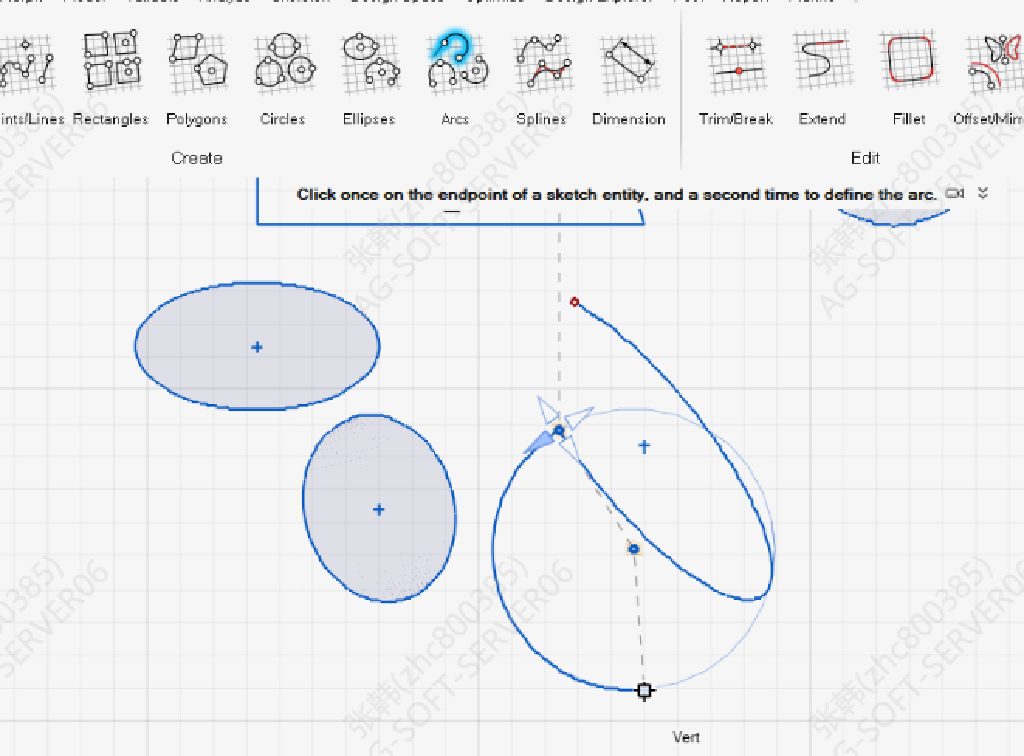 ints/Lines Rectangles Polygons Circles Ellipses Arcs Splines Dimension Trim/Break Extend Fillet Offset/Mirr
Create Edit
Click once on the endpoint of a sketch entity, and a second time to define the arc.
张韩(zhc800385)
AG-SOFT-SERVER06
Vert